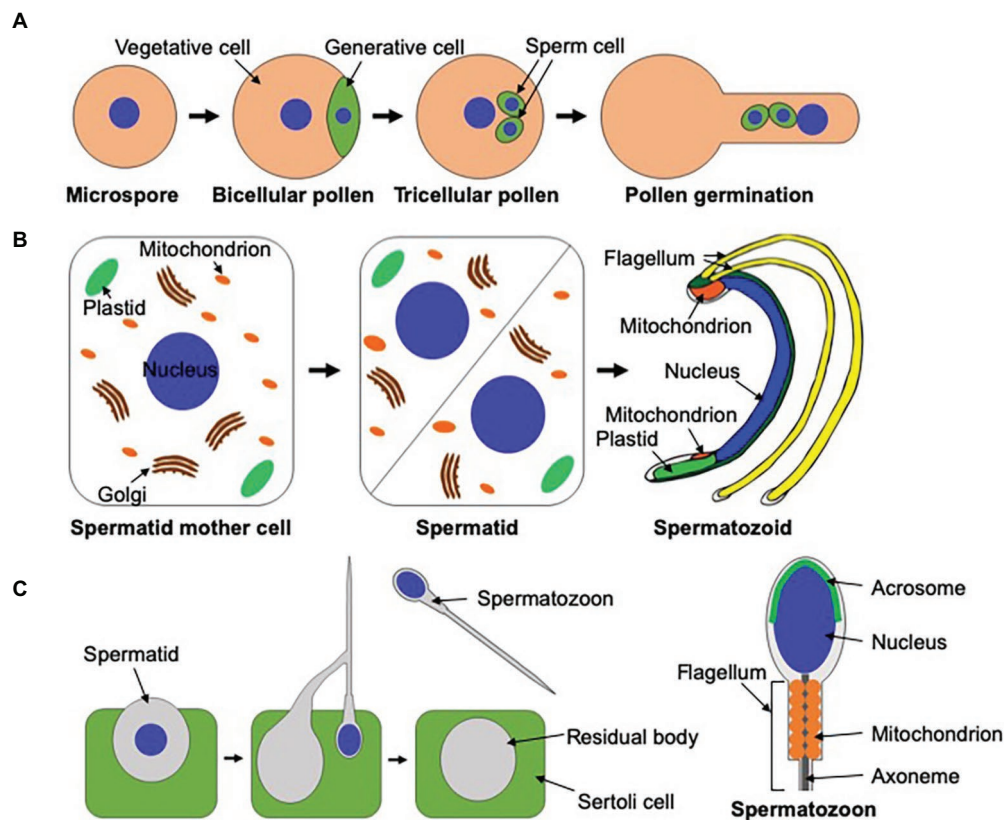 A
Vegetative cell
Generative cell
Sperm cell
Microspore
Bicellular pollen
Tricellular pollen
Pollen germination
B
Mitochondrion
Plastid
Nucleus
Golgi
Flagellum
Mitochondrion
Nucleus
Mitochondrion
Plastid
Spermatid mother cell
Spermatid
Spermatozoid
C
Spermatid
Spermatozoon
Residual body
Sertoli cell
Acrosome
Nucleus
Flagellum
Mitochondrion
Axoneme
Spermatozoon